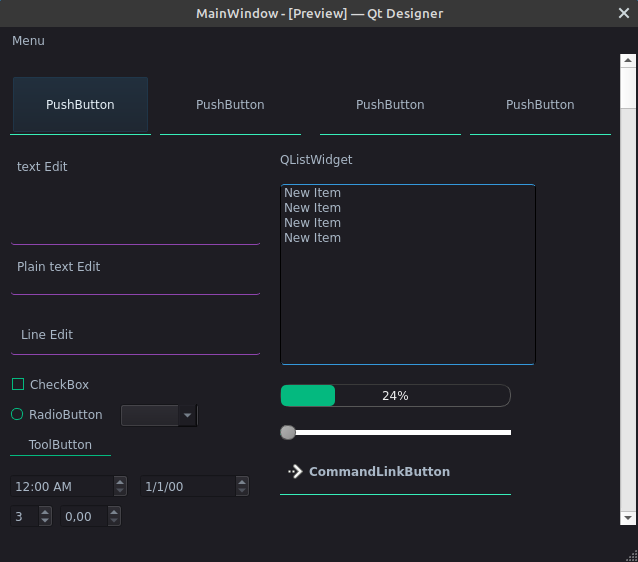 MainWindow - [Preview] — Qt Designer
Menu
PushButton PushButton PushButton PushButton
text Edit
QListWidget
New Item
New Item
New Item
New Item
Plain text Edit
Line Edit
CheckBox
24%
RadioButton
ToolButton
CommandLinkButton
12:00 AM 1/1/00
3 0,00